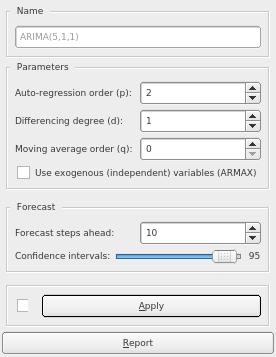 Name
ARIMA(5,1,1)
Parameters
Auto-regression order (p): 2
Differencing degree (d): 1
Moving average order (q): 0
Use exogenous (independent) variables (ARMAX)
Forecast
Forecast steps ahead: 10
Confidence intervals: 95
Apply
Report